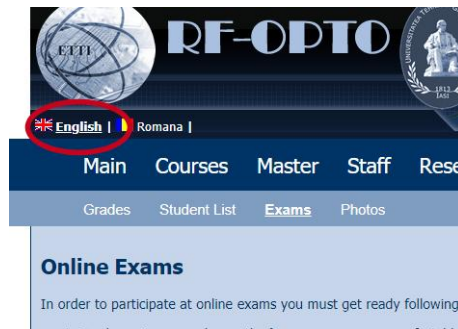 ETTI
RF-OPTO
1813
IASI
English | Romana |
Main Courses Master Staff
Grades Student List Exams Photos
Online Exams
In order to participate at online exams you must get ready following